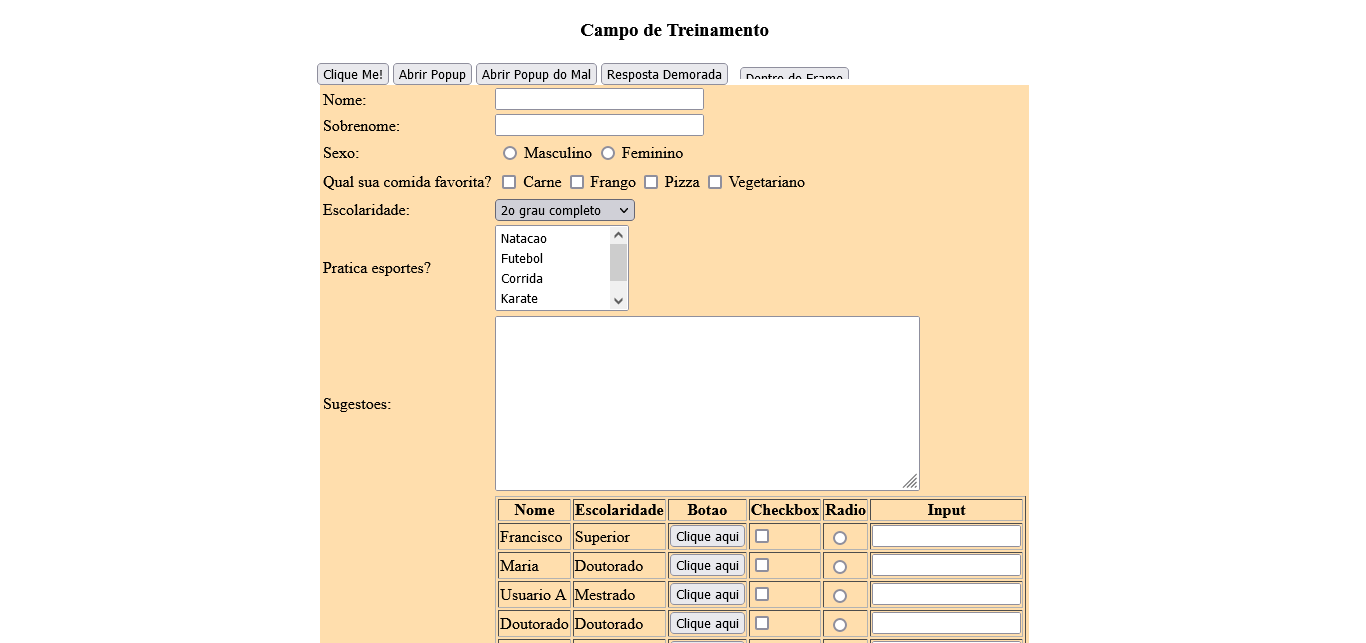 Campo de Treinamento
Clique Me! Abrir Popup Abrir Popup do Mal Resposta Demorada Dentro do Frame
Nome:
Sobrenome:
Sexo: Masculino Feminino
Qual sua comida favorita? Carne Frango Pizza Vegetariano
Escolaridade: 2o grau completo
Natacao
Futebol
Pratica esportes?
Corrida
Karate
Sugestoes:
Nome Escolaridade Botao Checkbox Radio Input
Francisco Superior Clique aqui
Maria Doutorado Clique aqui
Usuario A Mestrado Clique aqui
Doutorado Doutorado Clique aqui